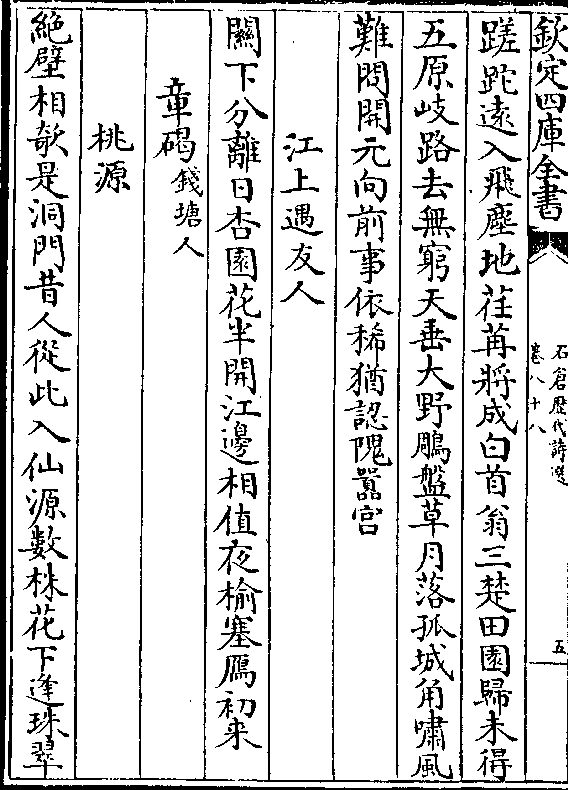 欽定四庫全書
石倉歷代詩選
卷八十八
五
蹉跎遠入飛塵地荏苒將成白首翁三楚田園歸未得
五原岐路去無窮天垂大野鵰盤草月落孤城角嘯風
難問開元向前事依稀猶認隗囂宫
江上遇友人
關下分離日杏園花半開江邊相值夜榆塞鴈初来
章碣錢塘人
桃源
絶壁相欹是洞門昔人從此入仙源數株花下逢珠翠